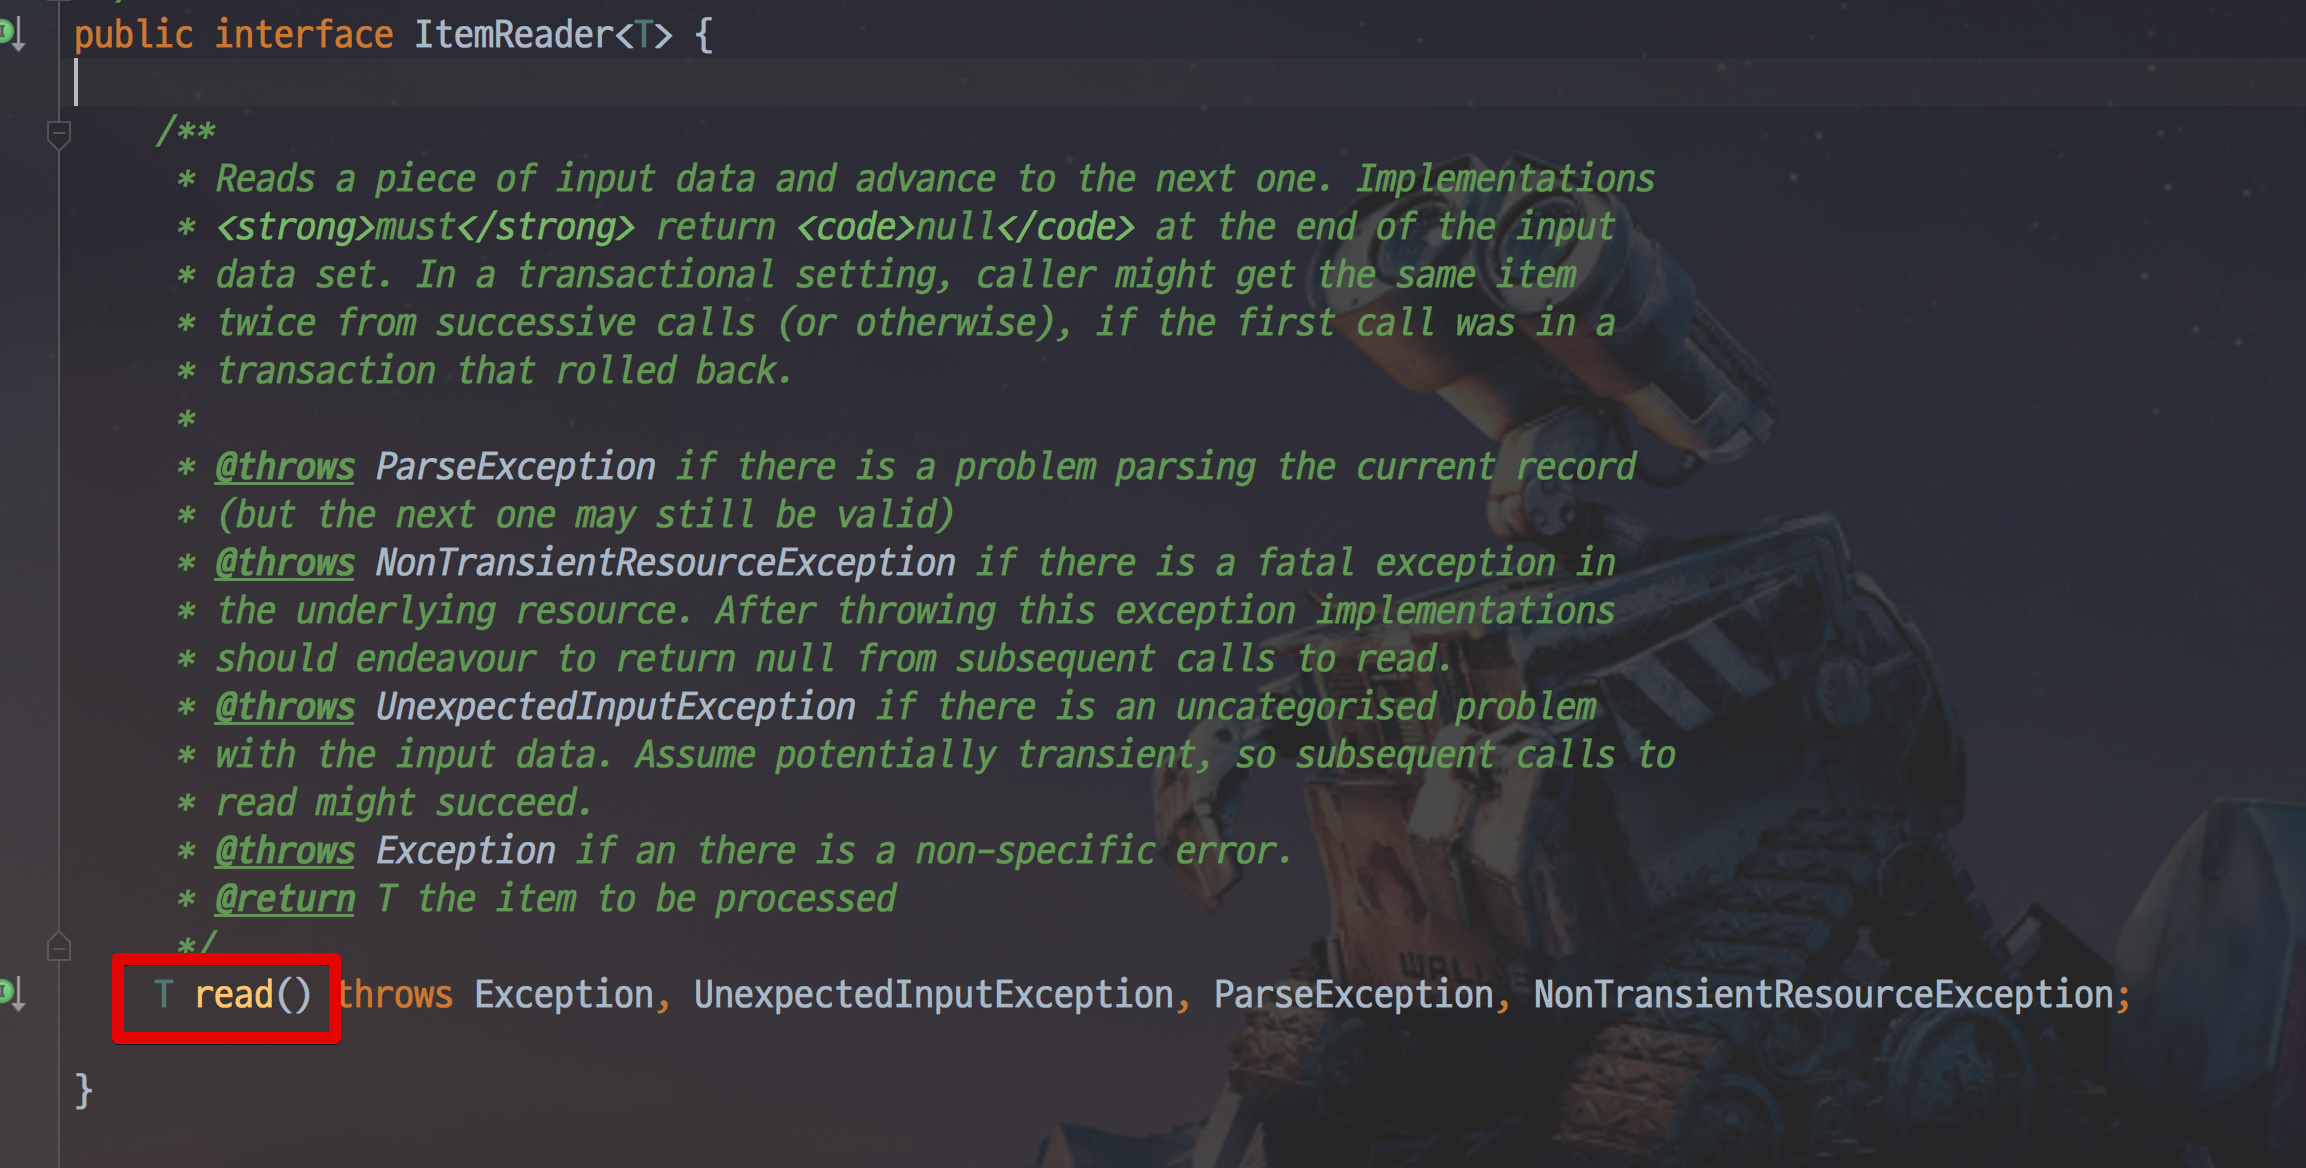 public interface ItemReader<T> {
/**
* Reads a piece of input data and advance to the next one. Implementations
* <strong>must</strong> return <code>null</code> at the end of the input
* data set. In a transactional setting, caller might get the same item
* twice from successive calls (or otherwise), if the first call was in a
* transaction that rolled back.
*
* @throws ParseException if there is a problem parsing the current record
* (but the next one may still be valid)
* @throws NonTransientResourceException if there is a fatal exception in
* the underlying resource. After throwing this exception implementations
* should endeavour to return null from subsequent calls to read.
* @throws UnexpectedInputException if there is an uncategorised problem
* with the input data. Assume potentially transient, so subsequent calls to
* read might succeed.
* @throws Exception if an there is a non-specific error.
* @return T the item to be processed
*/
T read() throws Exception, UnexpectedInputException, ParseException, NonTransientResourceException;
}
WALL E